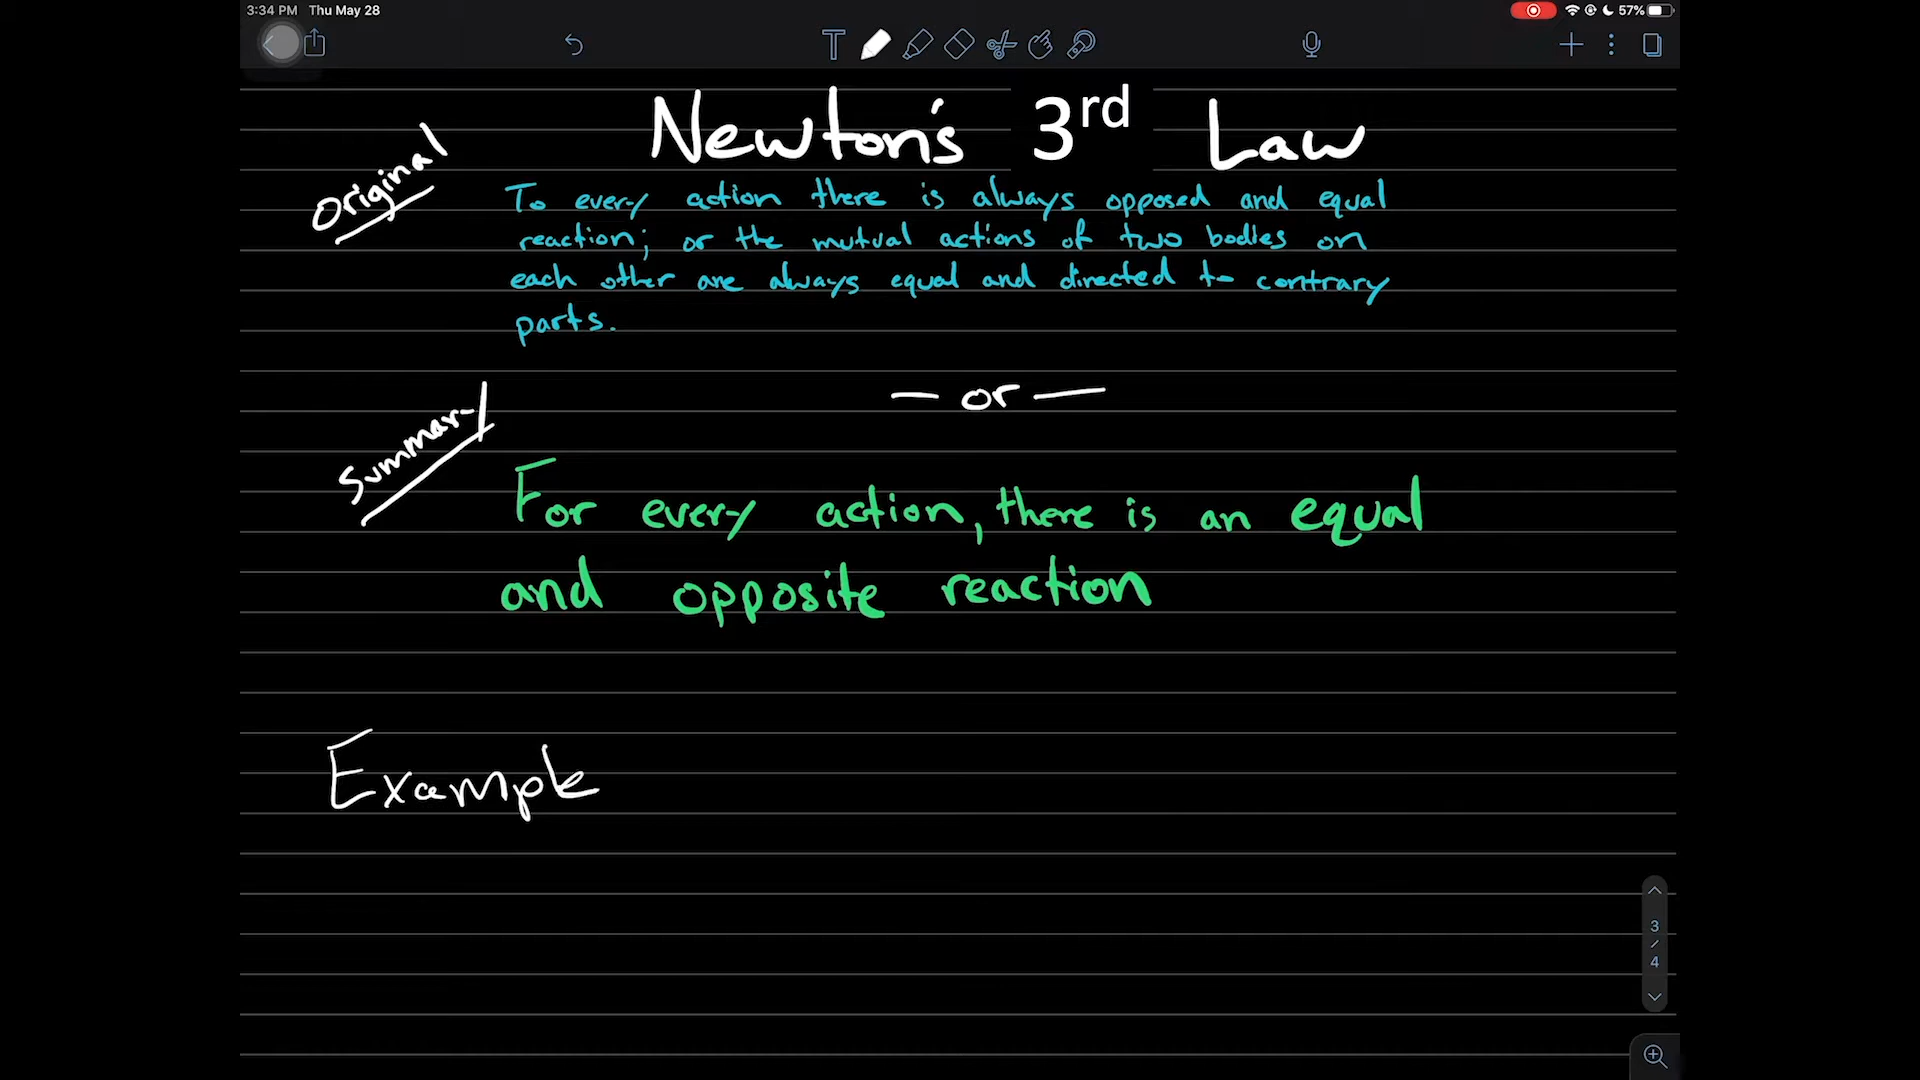 3:34 PM Thu May 28
57%
Newton's 3rd Law
Original
To every action there is always opposed and equal
reaction; or the mutual actions of two bodies on
each other are always equal and directed to contrary
parts.
— or —
Summary
For every action, there is an equal
and opposite reaction
Example
3
/
4